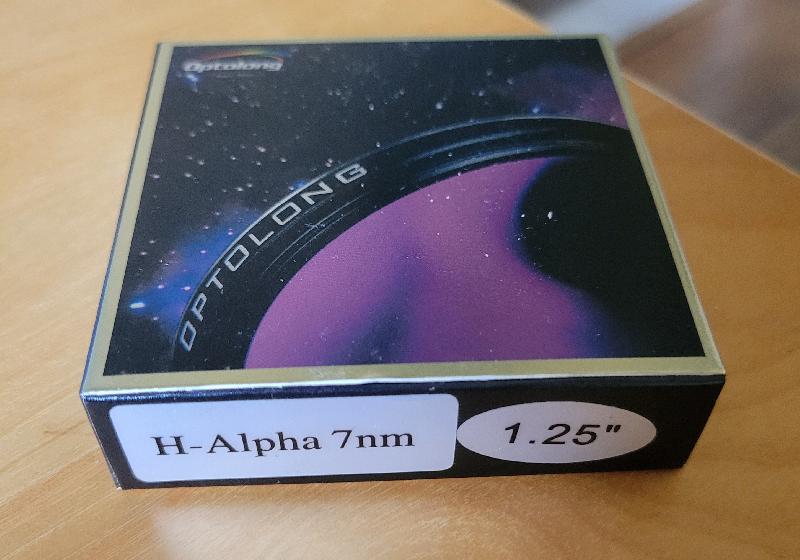 Optolong
OPTOLONG
H-Alpha 7nm
1.25"